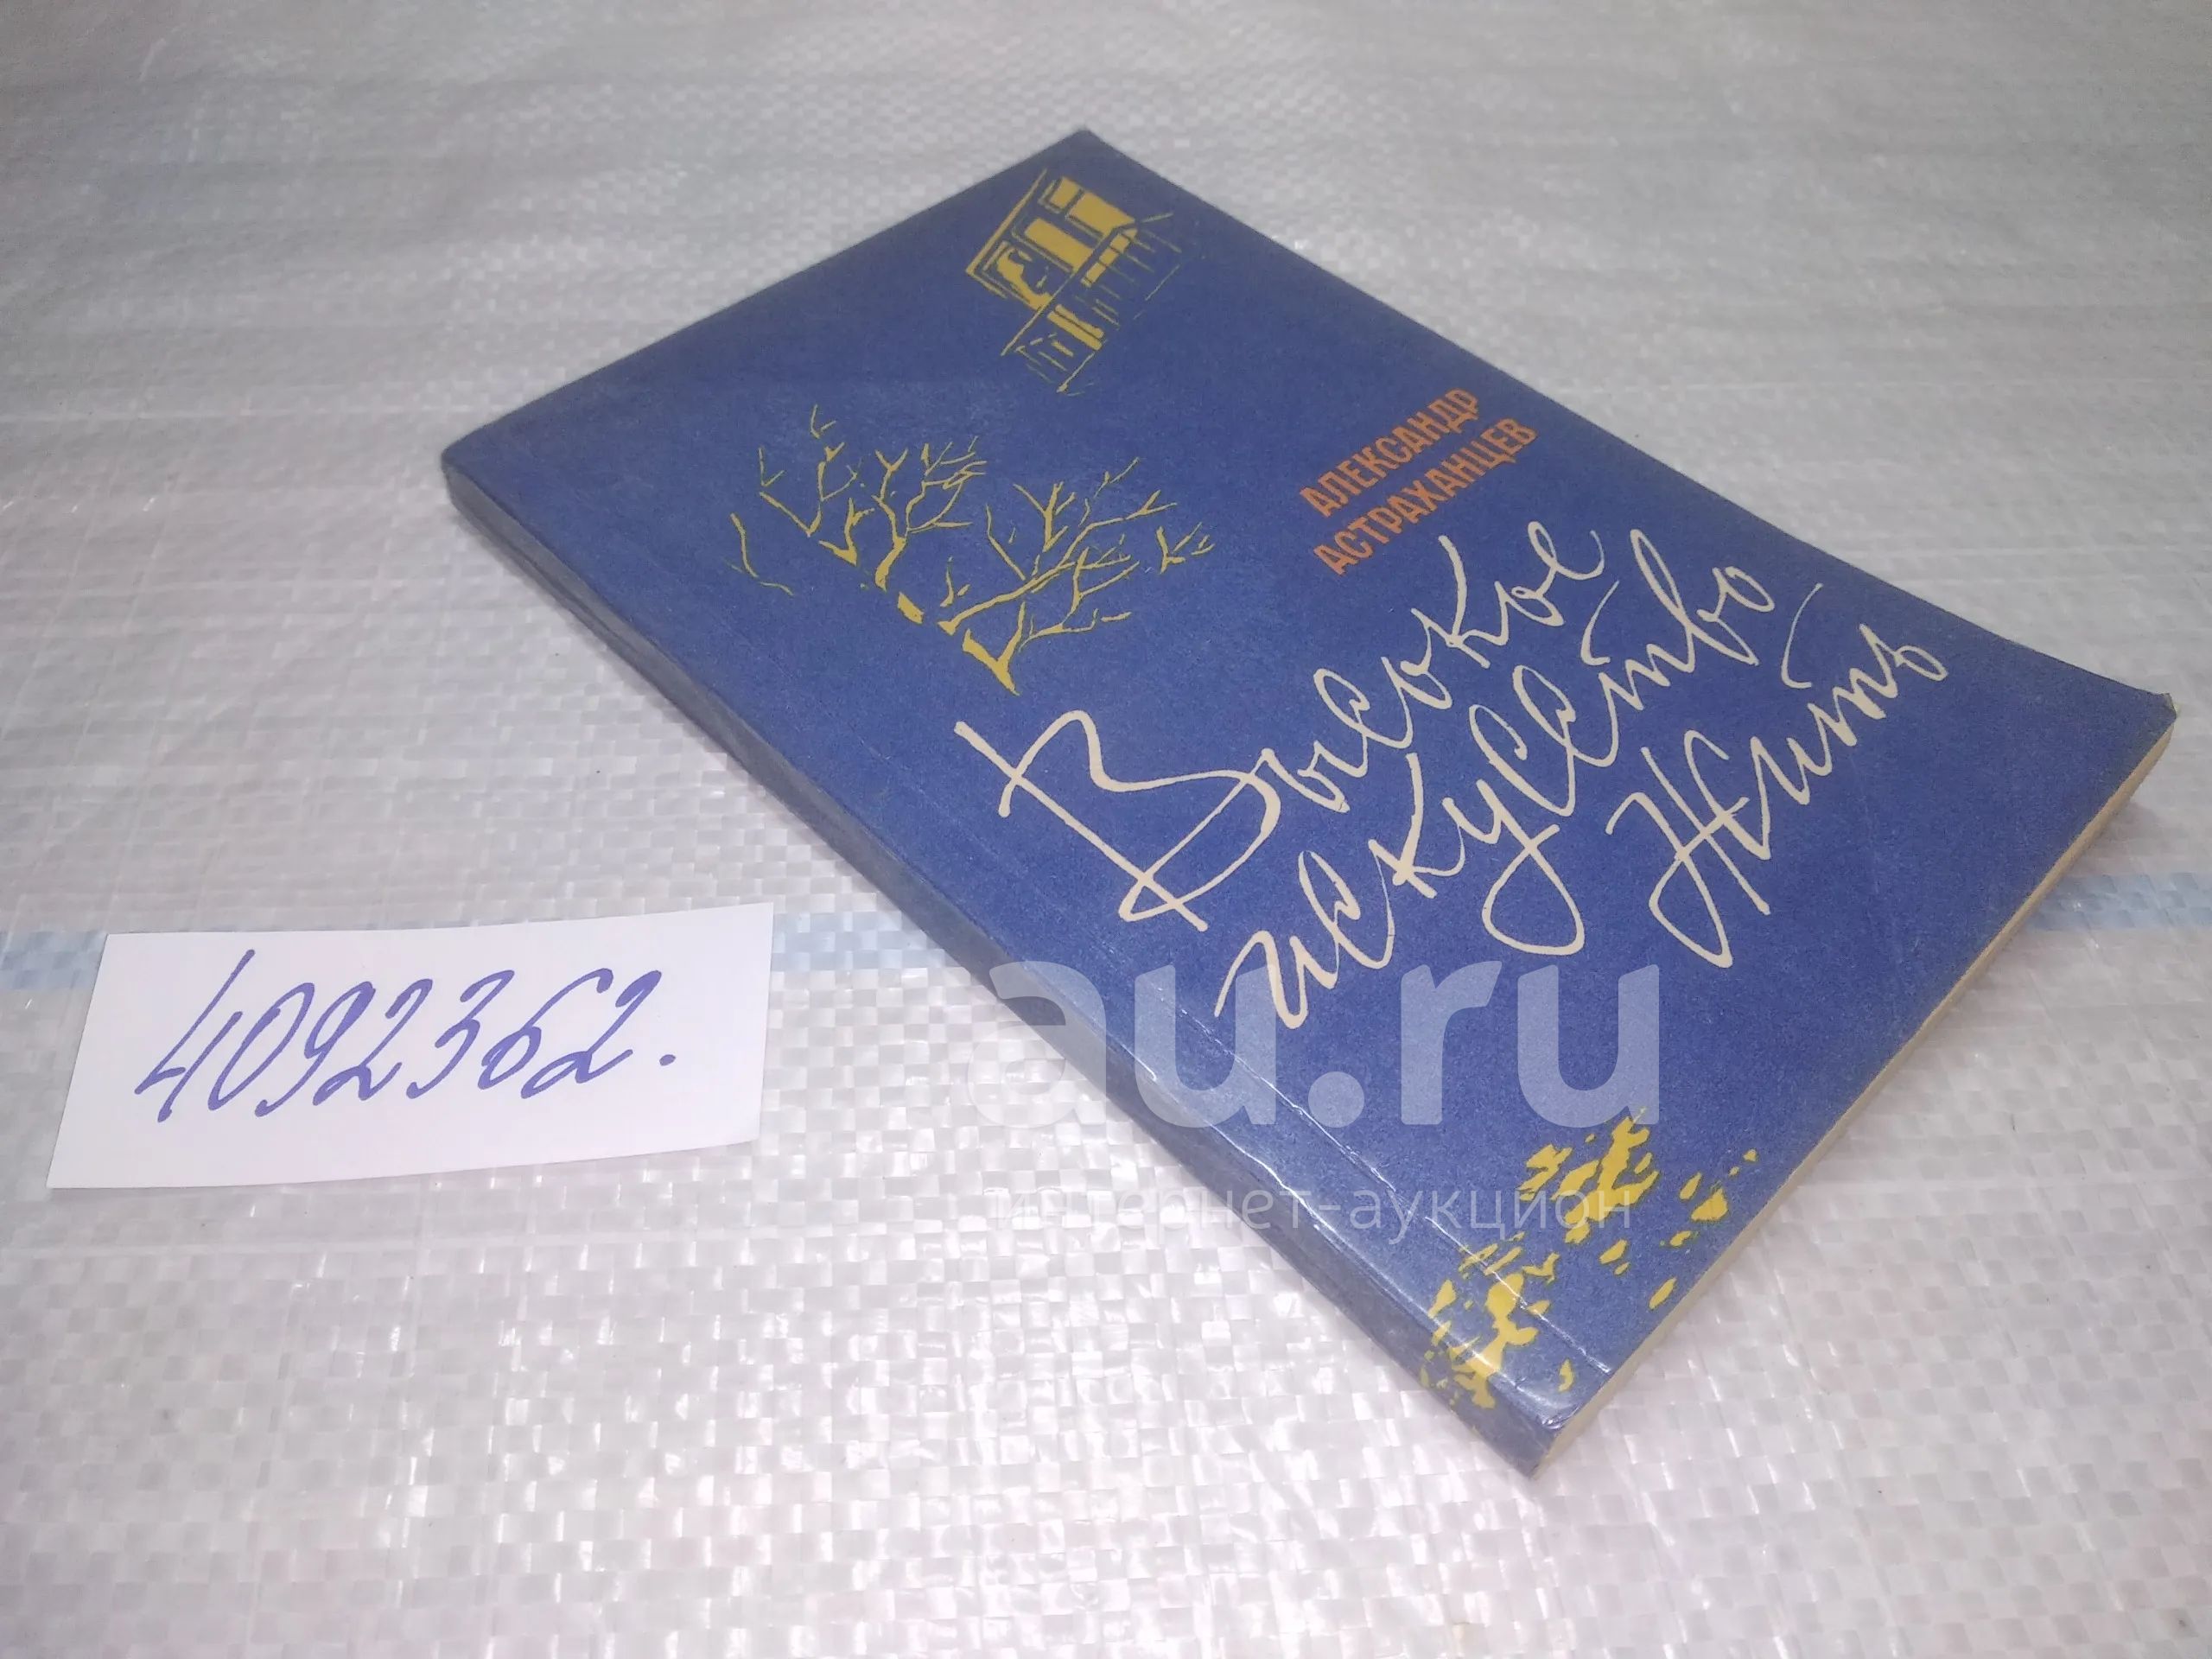 АЛЕКСАНДР
АСТРАХАНЦЕВ
Высокое
искусство
жить
4092362.
au.ru
интернет-аукцион